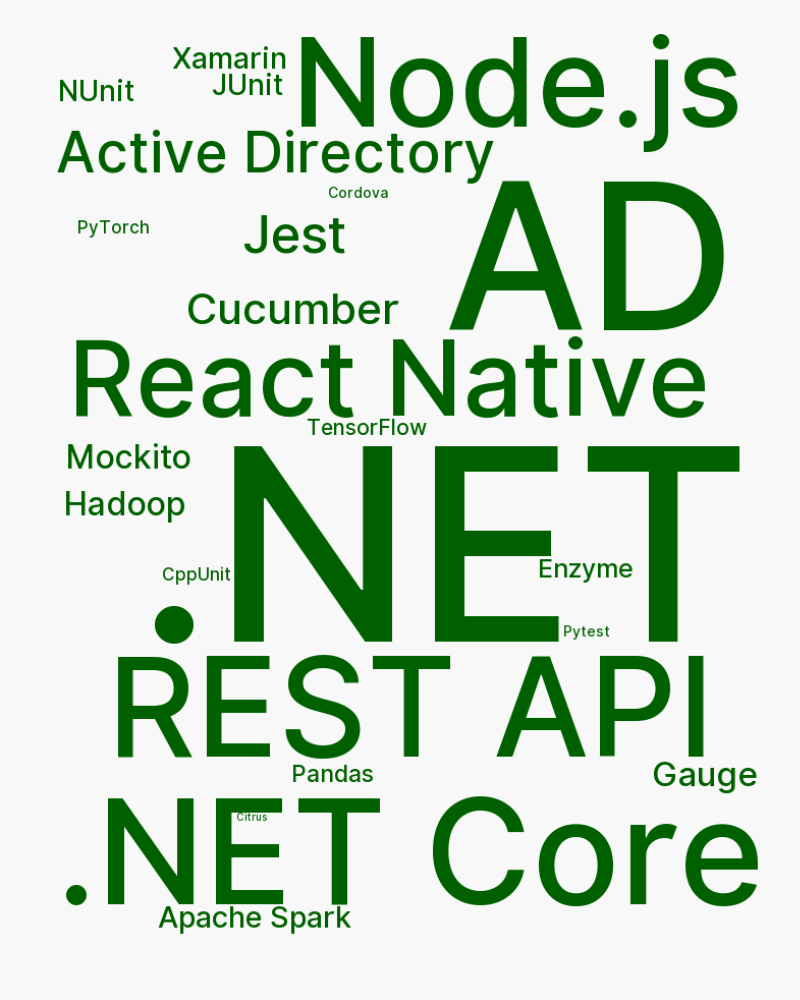 Xamarin
NUnit
JUnit
Node.js
Active Directory
Cordova
PyTorch
Jest
AD
Cucumber
React Native
TensorFlow
Mockito
Hadoop
.NET
CppUnit
Enzyme
Pytest
REST API
Pandas
Gauge
.NET Core
Citrus
Apache Spark